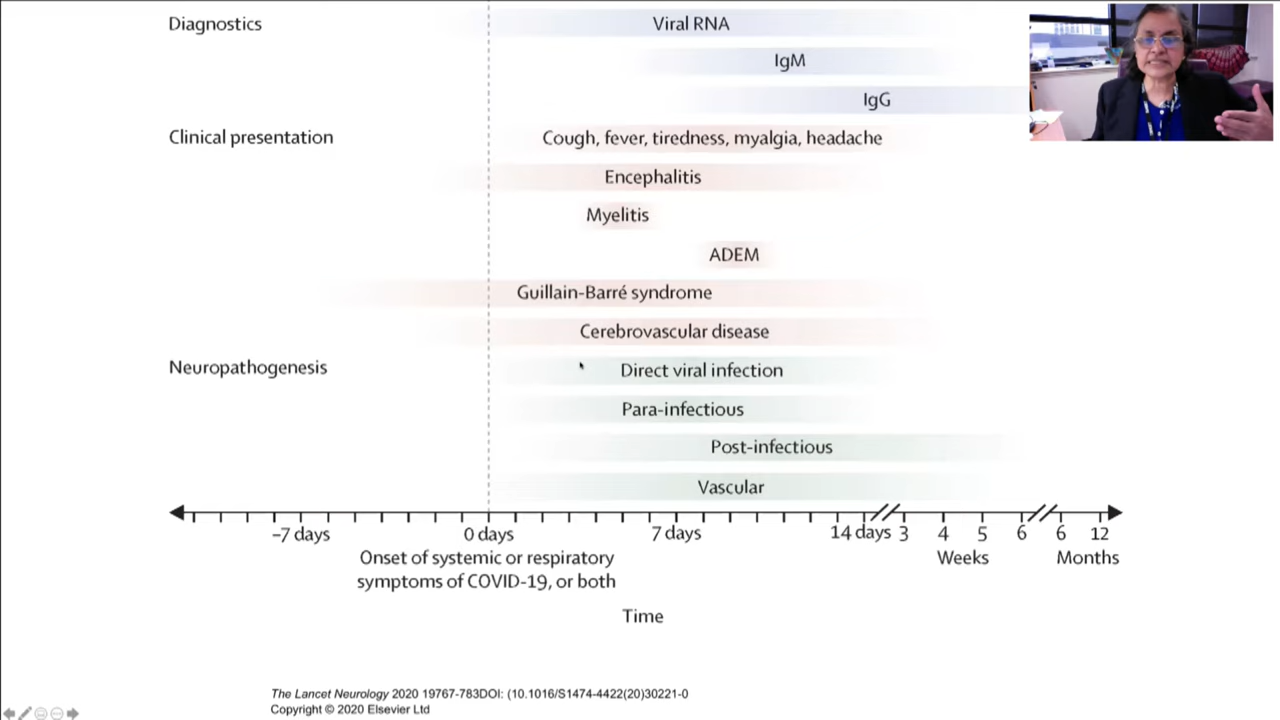 Diagnostics
Viral RNA
IgM
IgG
Clinical presentation
Cough, fever, tiredness, myalgia, headache
Encephalitis
Myelitis
ADEM
Guillain-Barré syndrome
Cerebrovascular disease
Neuropathogenesis
Direct viral infection
Para-infectious
Post-infectious
Vascular
−7 days 0 days 7 days 14 days 3 4 5 6 6 12
Onset of systemic or respiratory Weeks Months
symptoms of COVID-19, or both
Time
The Lancet Neurology 2020 19767-783DOI: (10.1016/S1474-4422(20)30221-0
Copyright © 2020 Elsevier Ltd